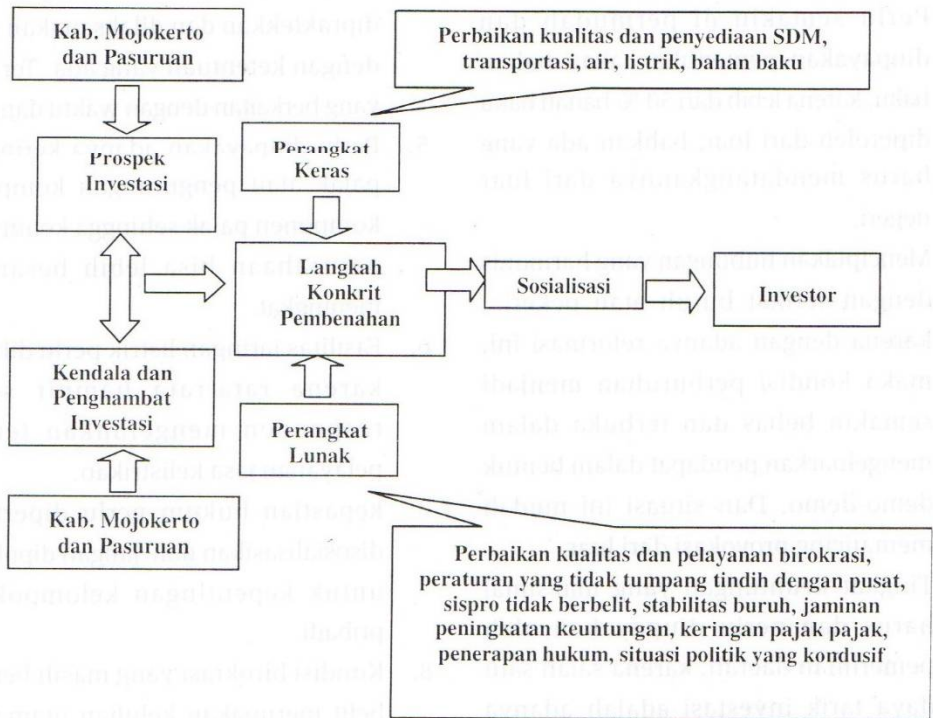 Kab. Mojokerto
dan Pasuruan
Perbaikan kualitas dan penyediaan SDM,
transportasi, air, listrik, bahan baku
Prospek
Investasi
Perangkat
Keras
Langkah
Konkrit
Pembenahan
Sosialisasi
Investor
Kendala dan
Penghambat
Investasi
Perangkat
Lunak
Kab. Mojokerto
dan Pasuruan
Perbaikan kualitas dan pelayanan birokrasi,
peraturan yang tidak tumpang tindih dengan pusat,
sispro tidak berbelit, stabilitas buruh, jaminan
peningkatan keuntungan, keringan pajak pajak,
penerapan hukum, situasi politik yang kondusif